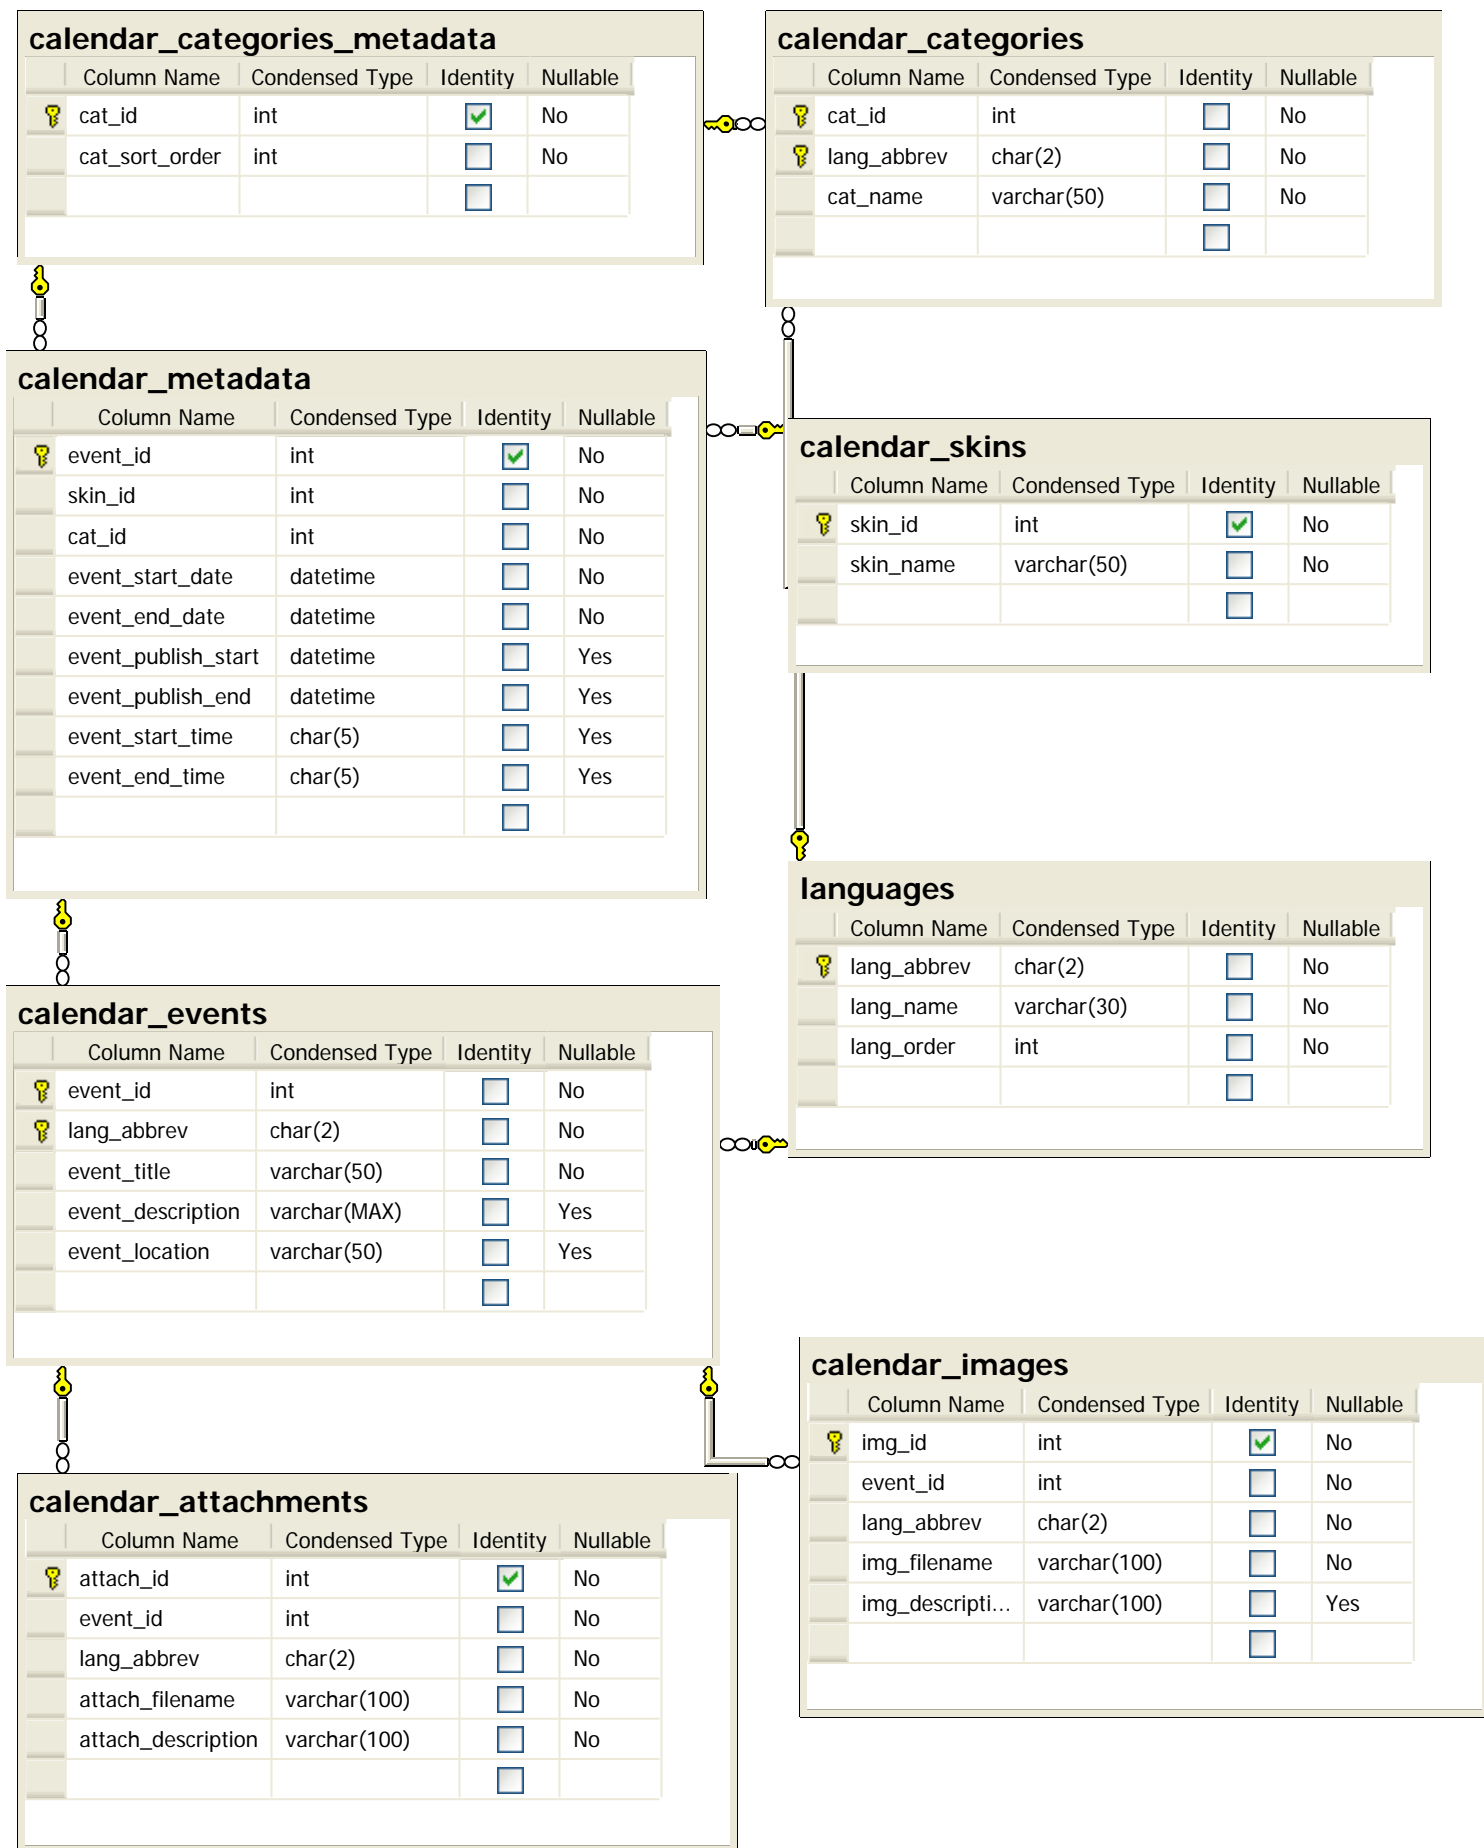 calendar_categories_metadata
Column Name Condensed Type Identity Nullable
cat_id int No
cat_sort_order int No
calendar_categories
Column Name Condensed Type Identity Nullable
cat_id int No
lang_abbrev char(2) No
cat_name varchar(50) No
calendar_metadata
Column Name Condensed Type Identity Nullable
event_id int No
skin_id int No
cat_id int No
event_start_date datetime No
event_end_date datetime No
event_publish_start datetime Yes
event_publish_end datetime Yes
event_start_time char(5) Yes
event_end_time char(5) Yes
calendar_skins
Column Name Condensed Type Identity Nullable
skin_id int No
skin_name varchar(50) No
languages
Column Name Condensed Type Identity Nullable
lang_abbrev char(2) No
lang_name varchar(30) No
lang_order int No
calendar_events
Column Name Condensed Type Identity Nullable
event_id int No
lang_abbrev char(2) No
event_title varchar(50) No
event_description varchar(MAX) Yes
event_location varchar(50) Yes
calendar_images
Column Name Condensed Type Identity Nullable
img_id int No
event_id int No
lang_abbrev char(2) No
img_filename varchar(100) No
img_descripti... varchar(100) Yes
calendar_attachments
Column Name Condensed Type Identity Nullable
attach_id int No
event_id int No
lang_abbrev char(2) No
attach_filename varchar(100) No
attach_description varchar(100) No